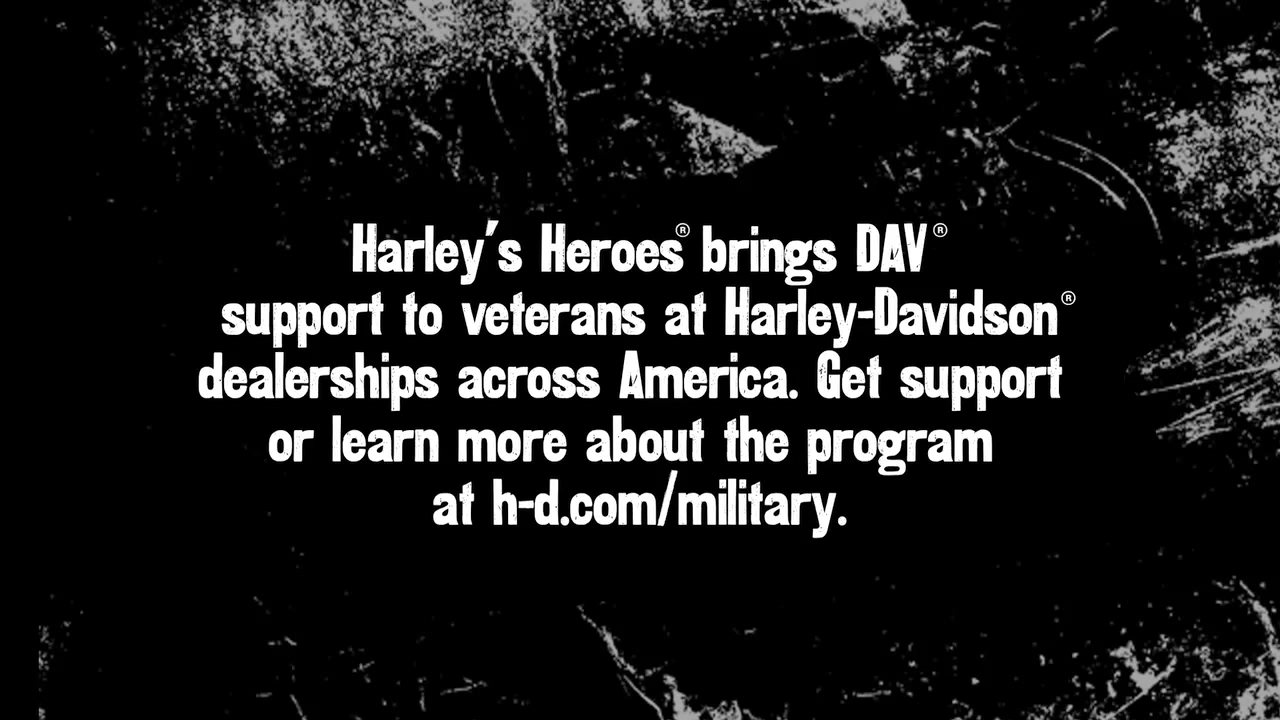 Harley's Heroes® brings DAV®
support to veterans at Harley-Davidson®
dealerships across America. Get support
or learn more about the program
at h-d.com/military.